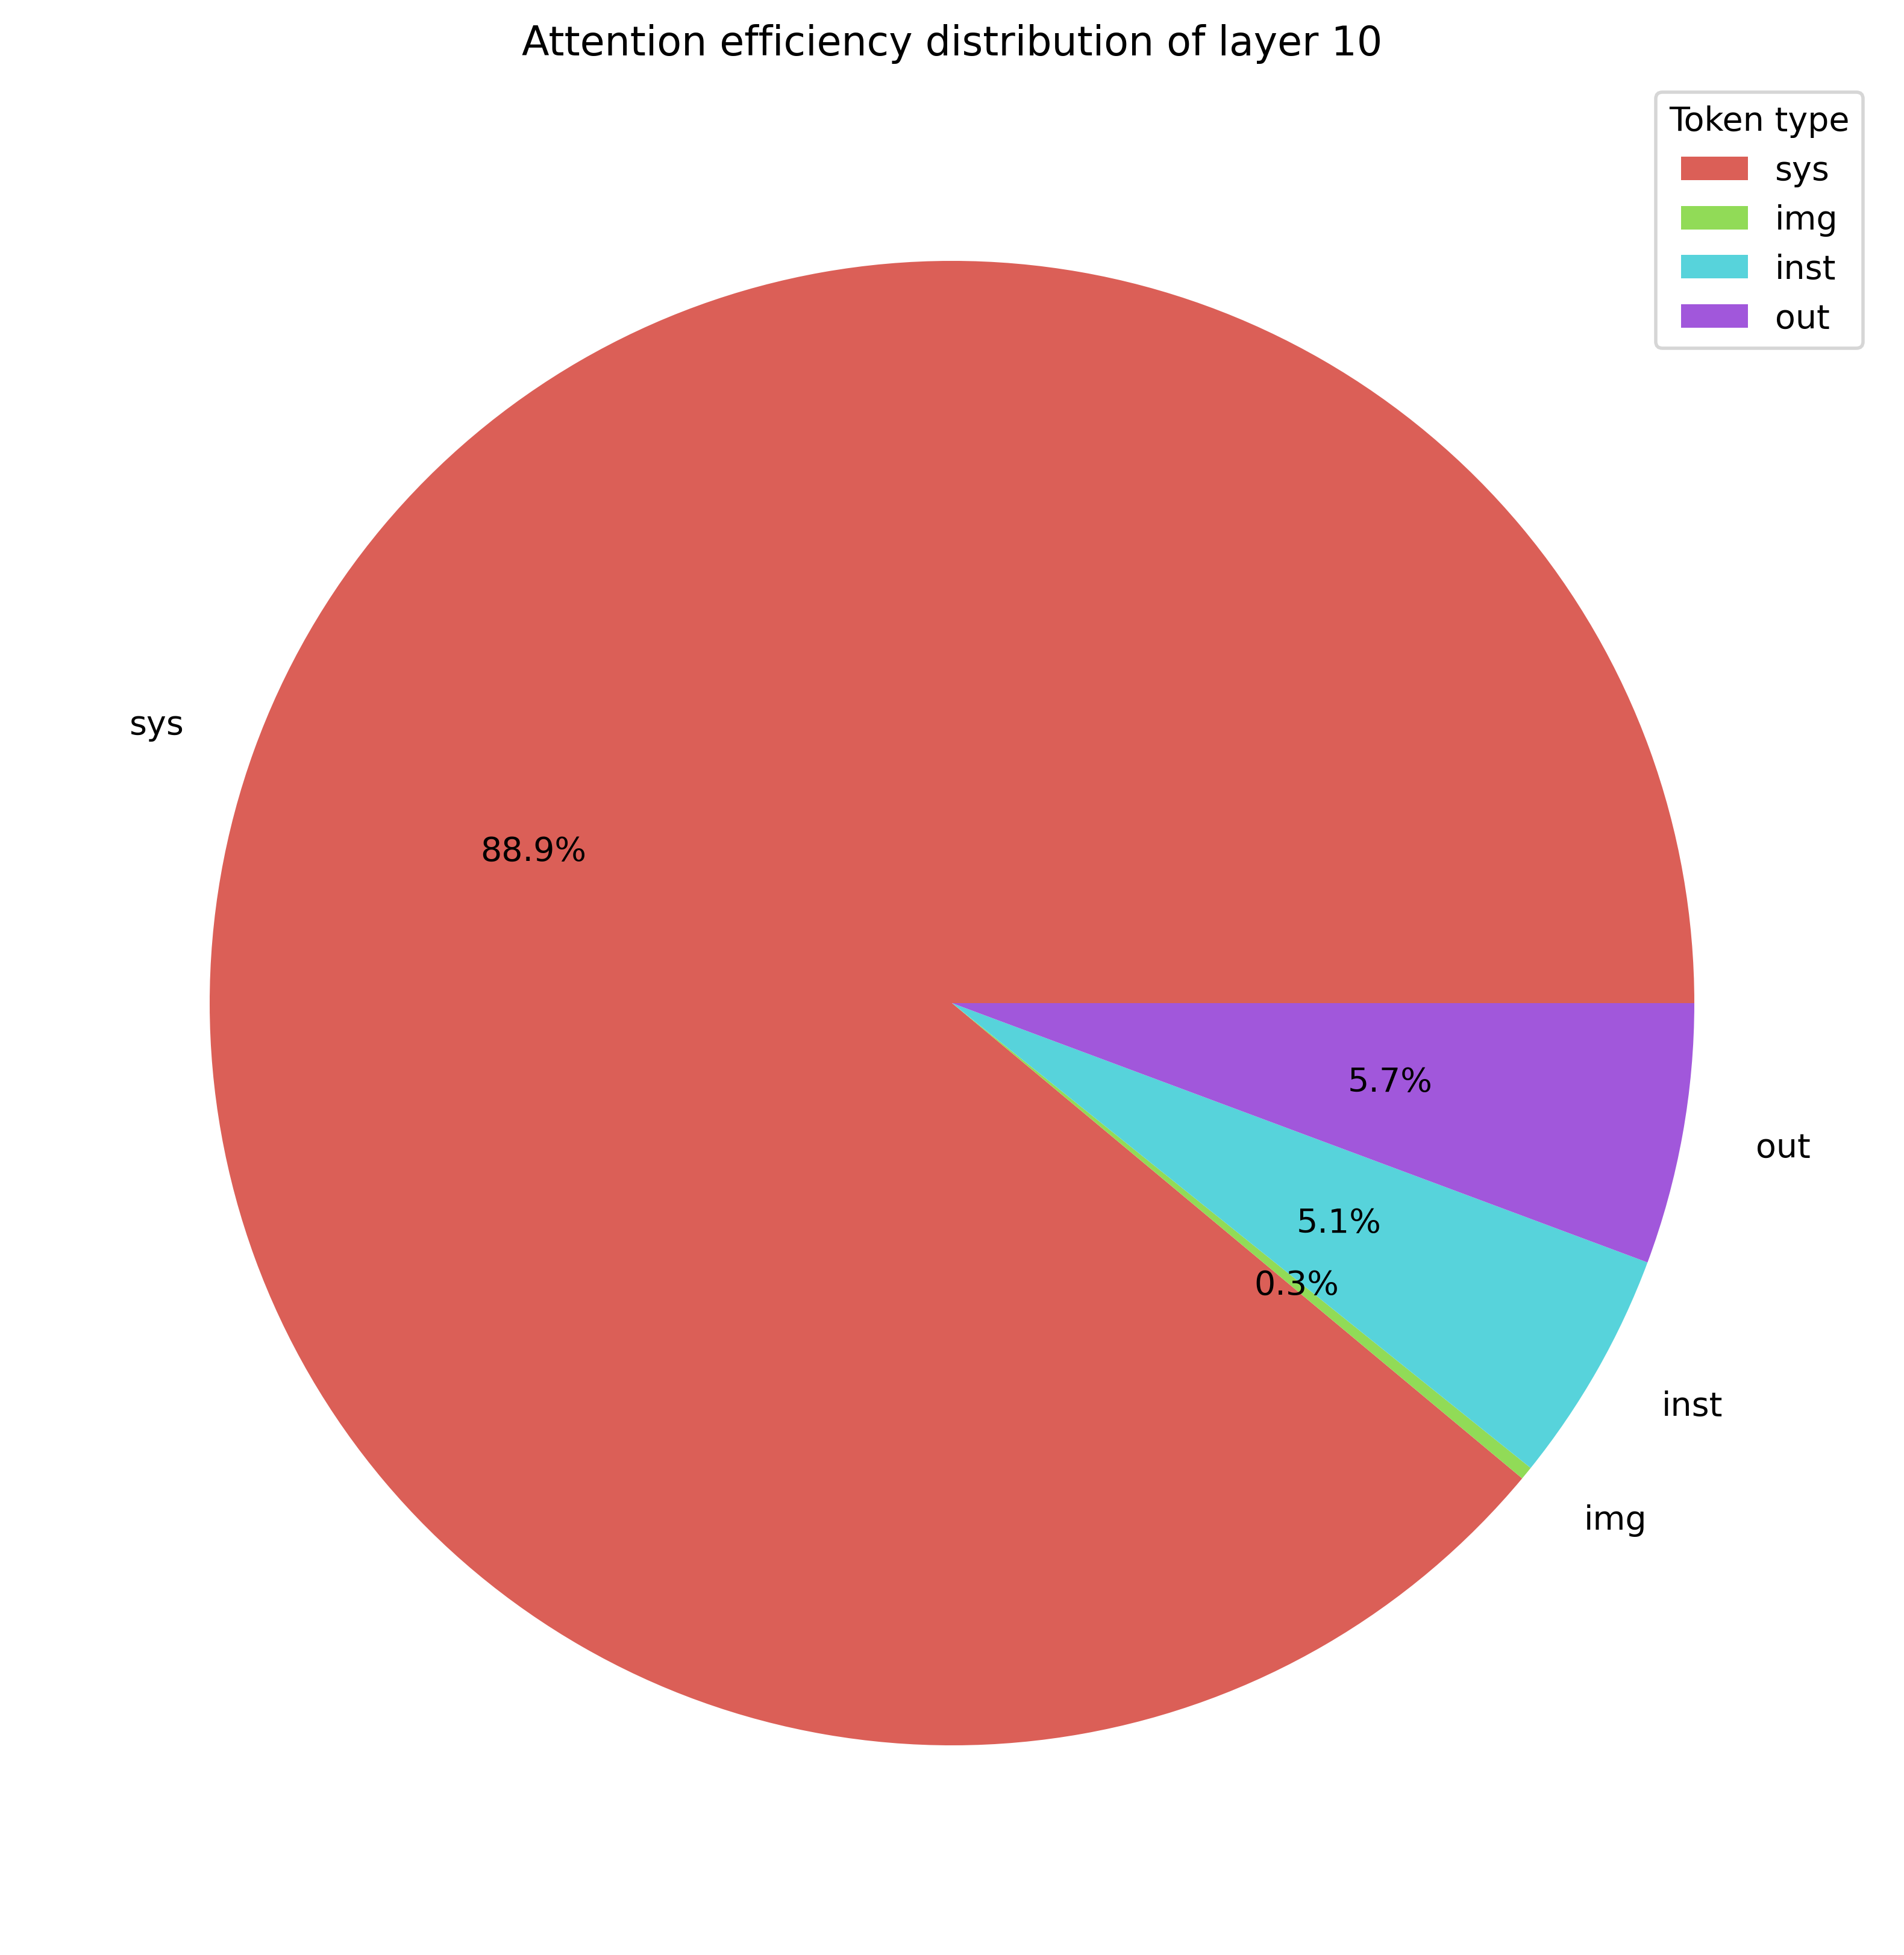 Attention efficiency distribution of layer 10
Token type
sys
img
inst
out
sys
88.9%
5.7%
out
5.1%
0.3%
inst
img